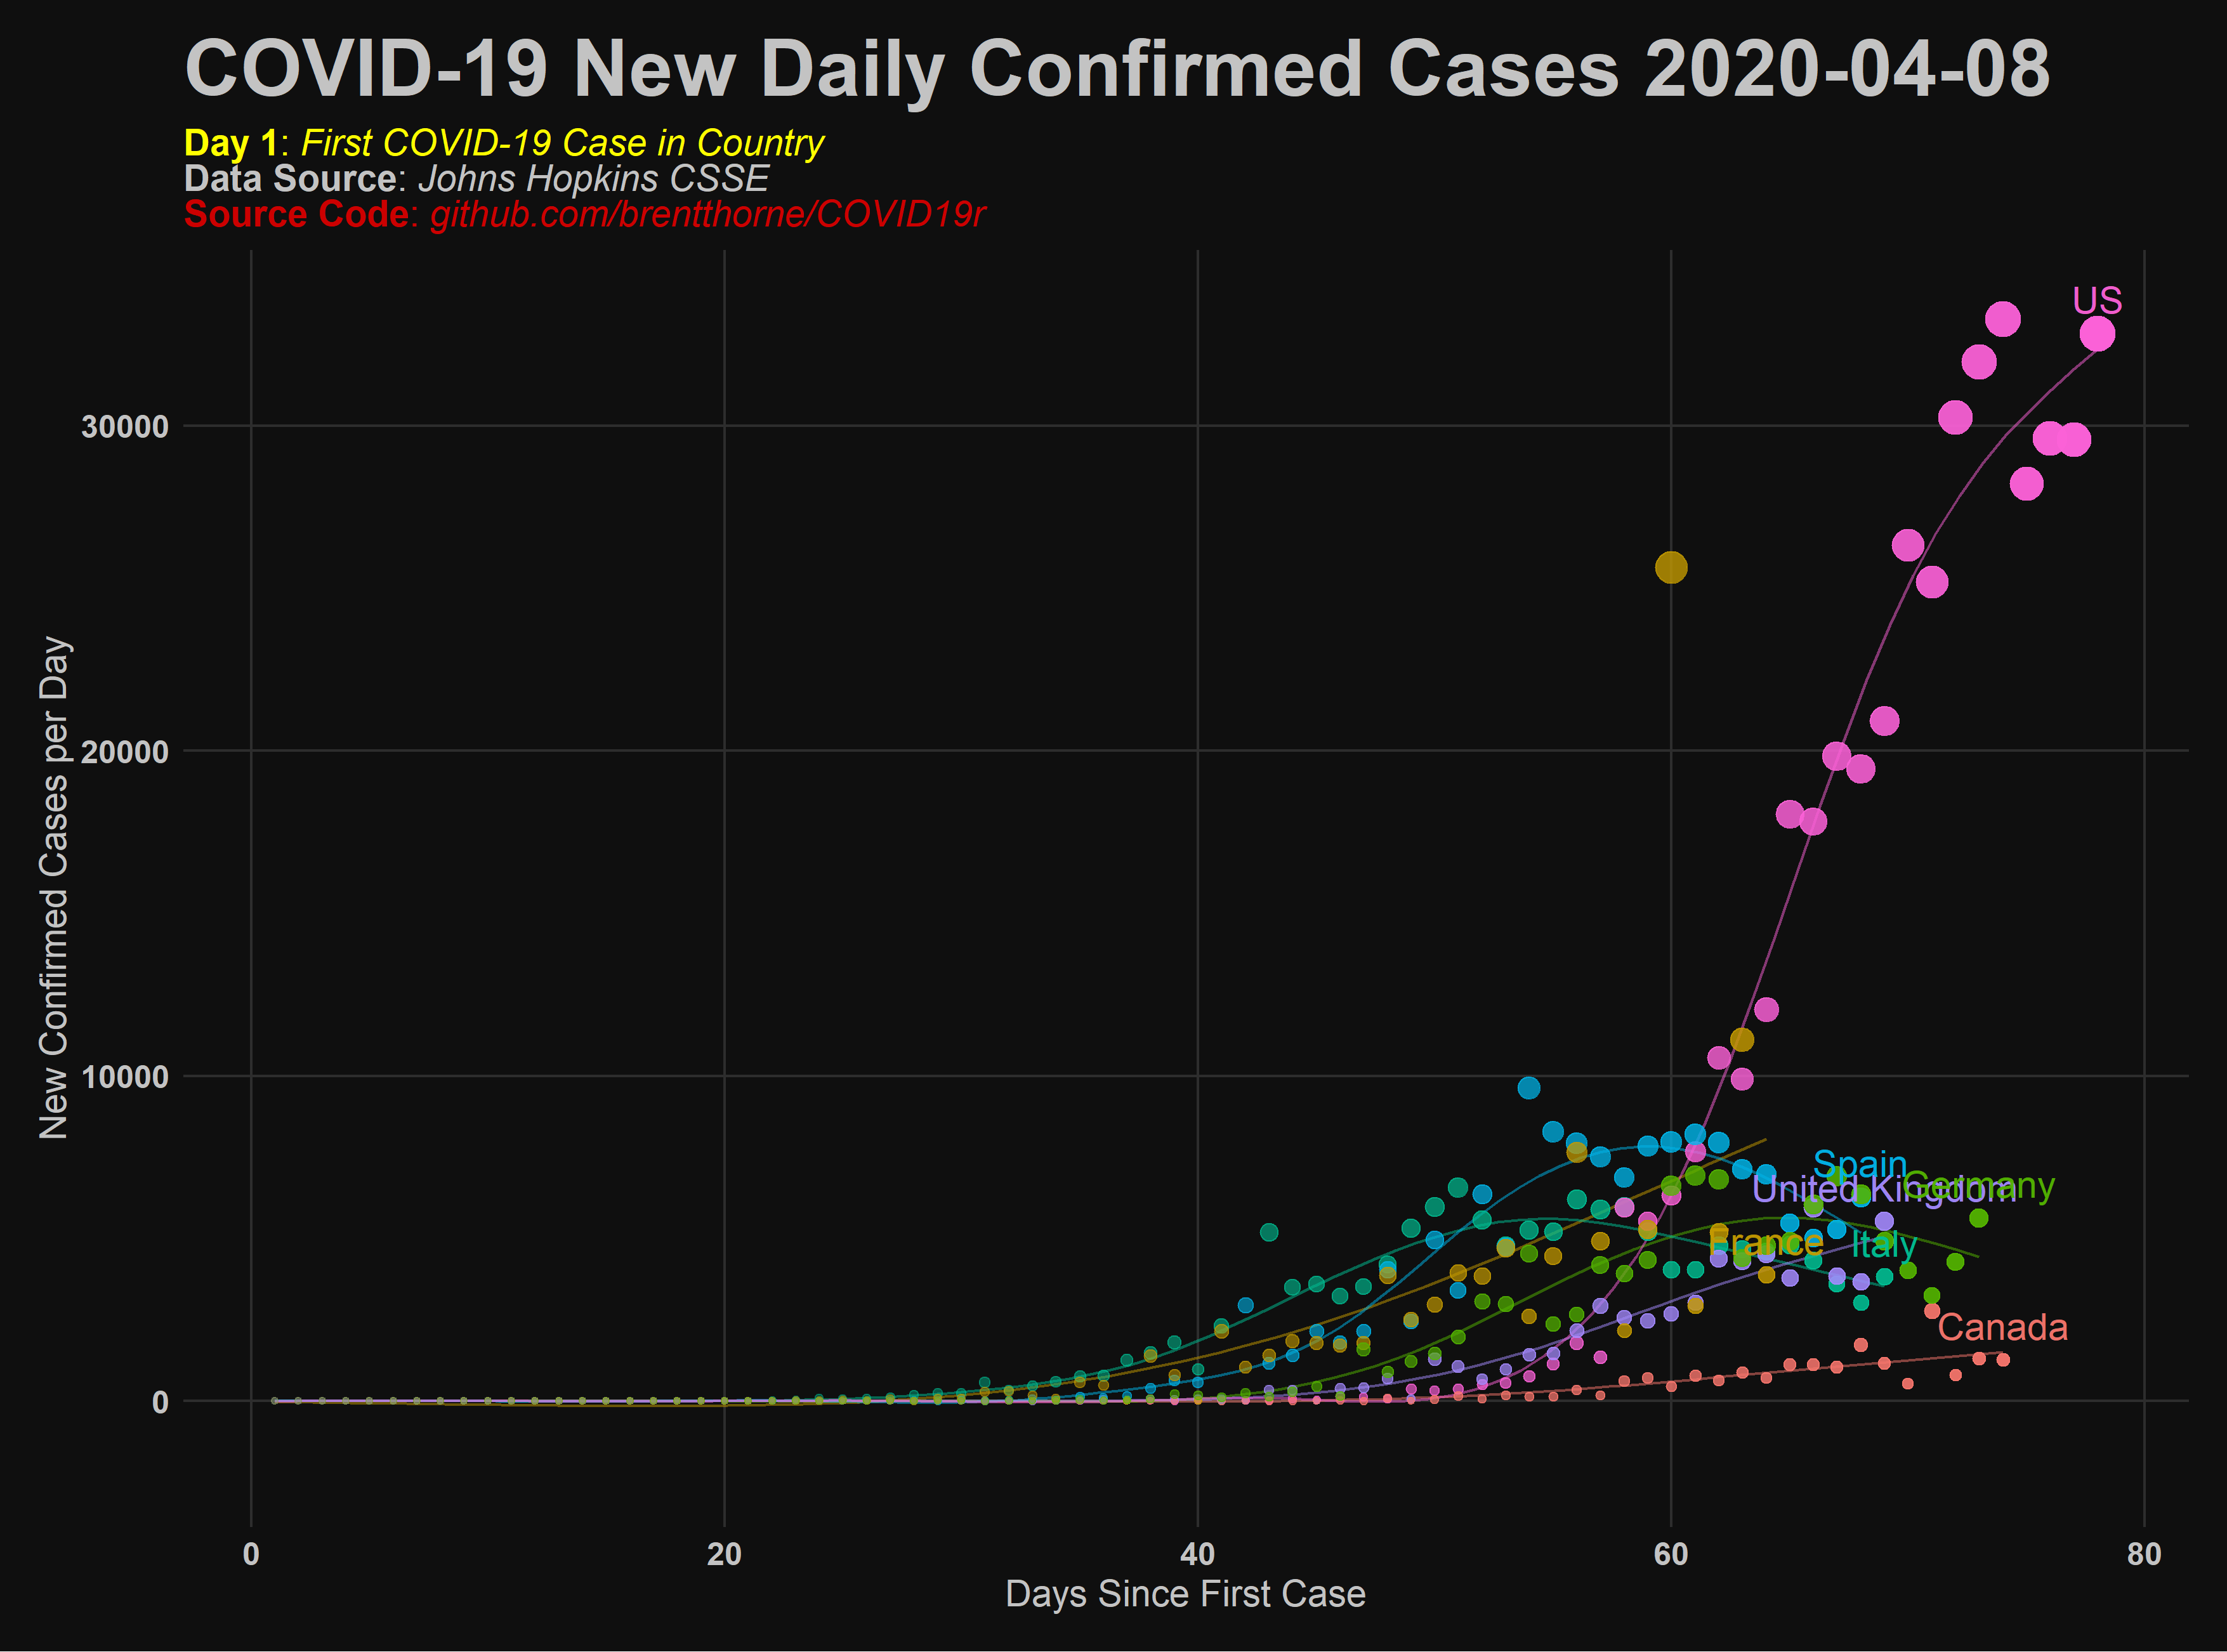 COVID-19 New Daily Confirmed Cases 2020-04-08
Day 1: First COVID-19 Case in Country
Data Source: Johns Hopkins CSSE
Source Code: github.com/brentthorne/COVID19r
US
30000
20000
10000
0
New Confirmed Cases per Day
Spain
Germany
United Kingdom
France
Italy
Canada
0 20 40 60 80
Days Since First Case